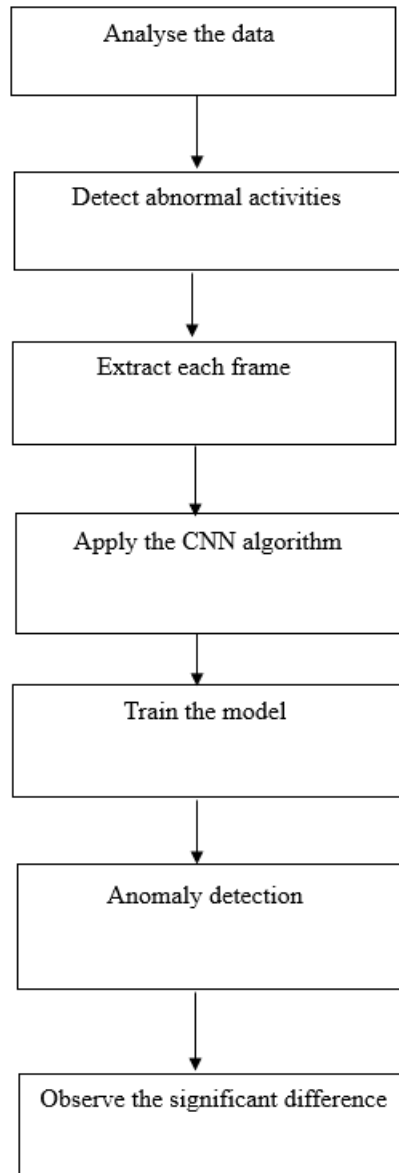 Analyse the data
Detect abnormal activities
Extract each frame
Apply the CNN algorithm
Train the model
Anomaly detection
Observe the significant difference